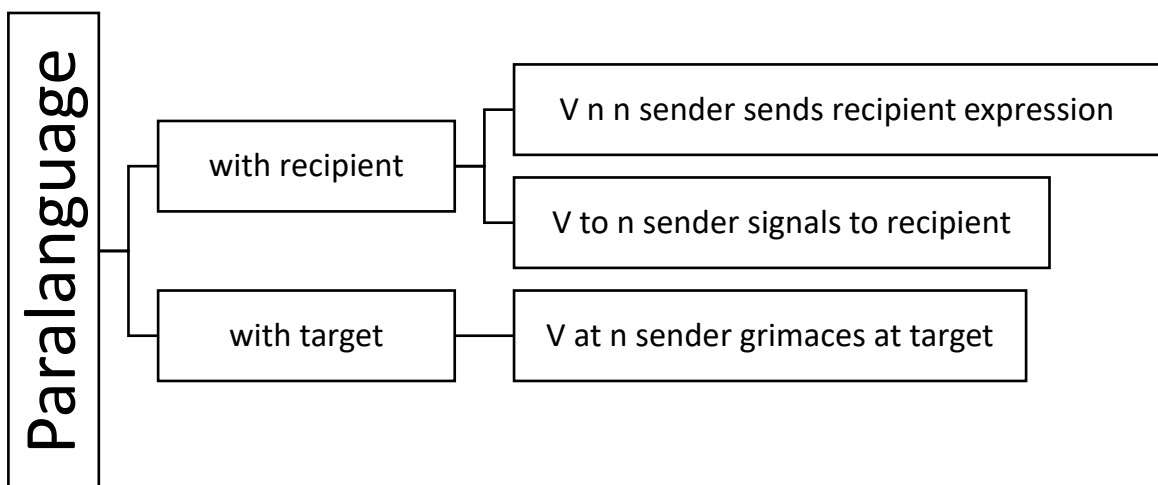 Paralanguage
with recipient
V n n sender sends recipient expression
V to n sender signals to recipient
with target
V at n sender grimaces at target